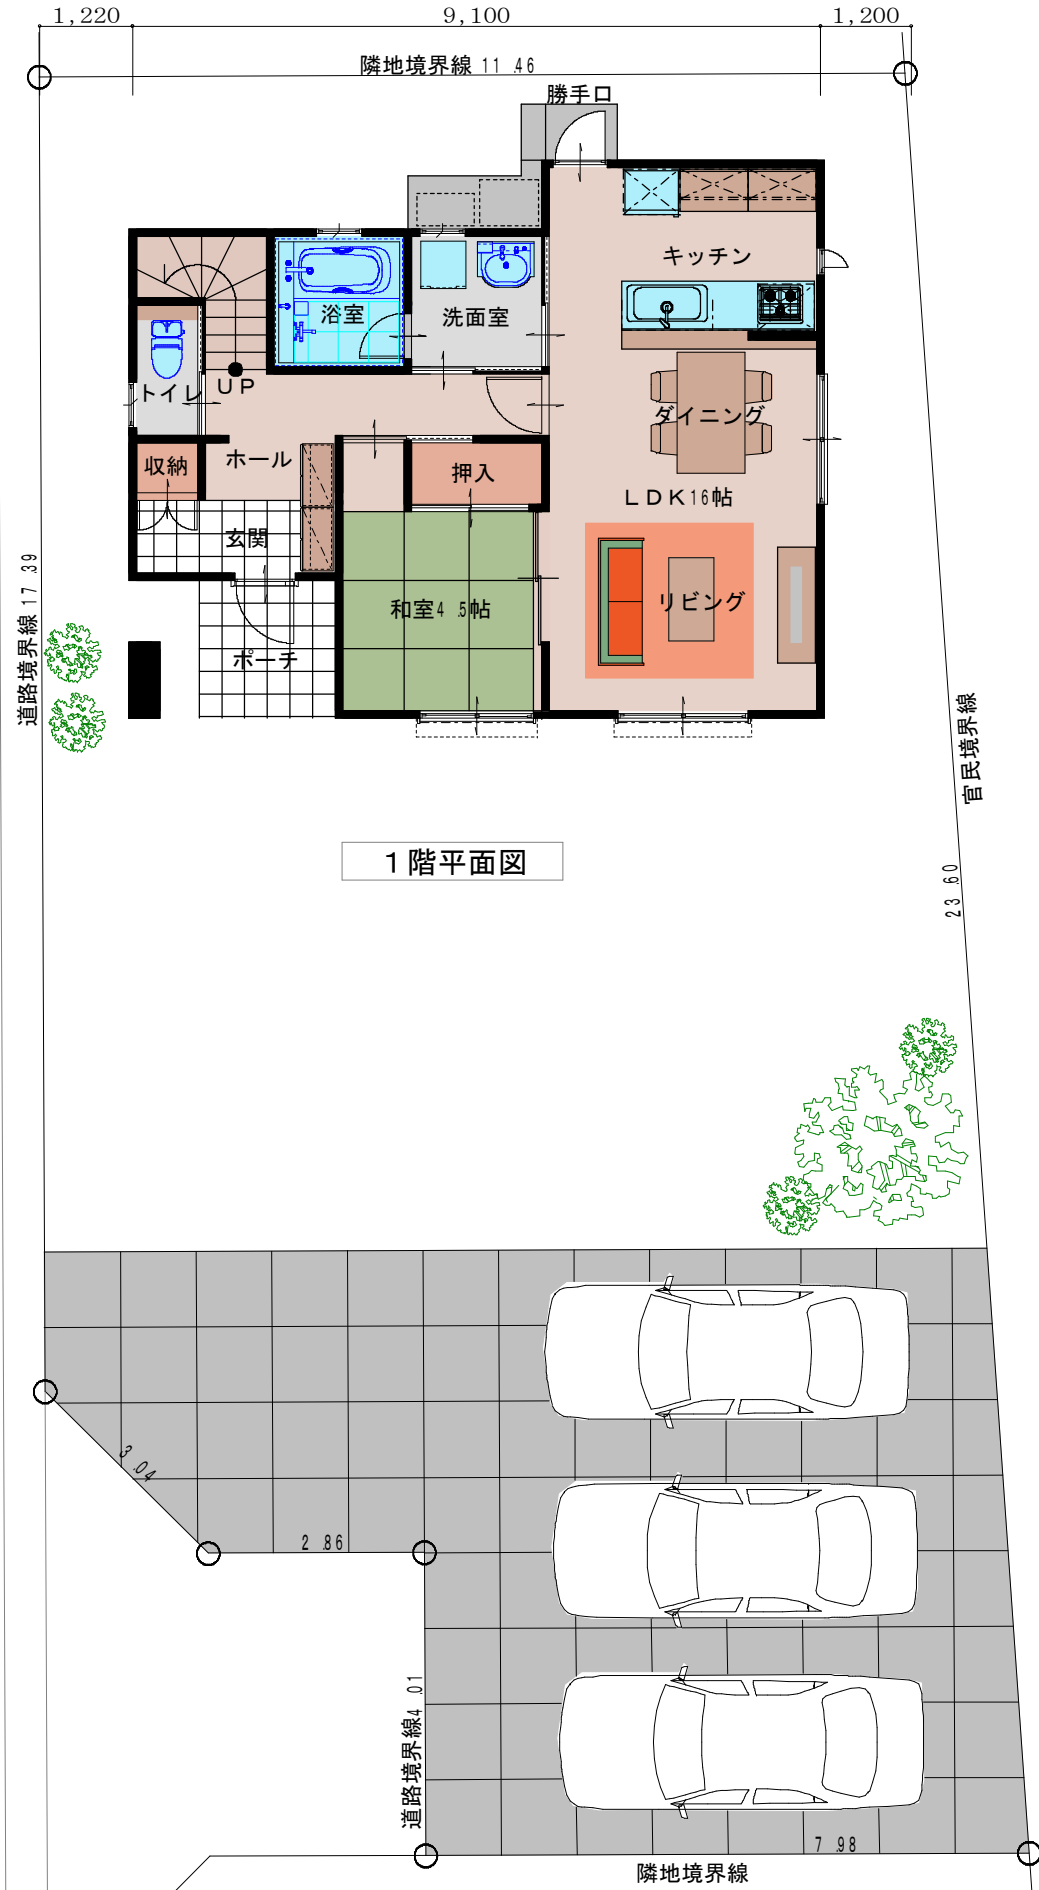 1,220
9,100
1,200
隣地境界線 11.46
勝手口
キッチン
浴室
洗面室
トイレ
UP
ダイニング
収納
ホール
押入
LDK16帖
玄関
和室4.5帖
リビング
ポーチ
道路境界線 17.39
官民境界線
23.60
1階平面図
3.04
2.86
道路境界線4.01
7.98
隣地境界線